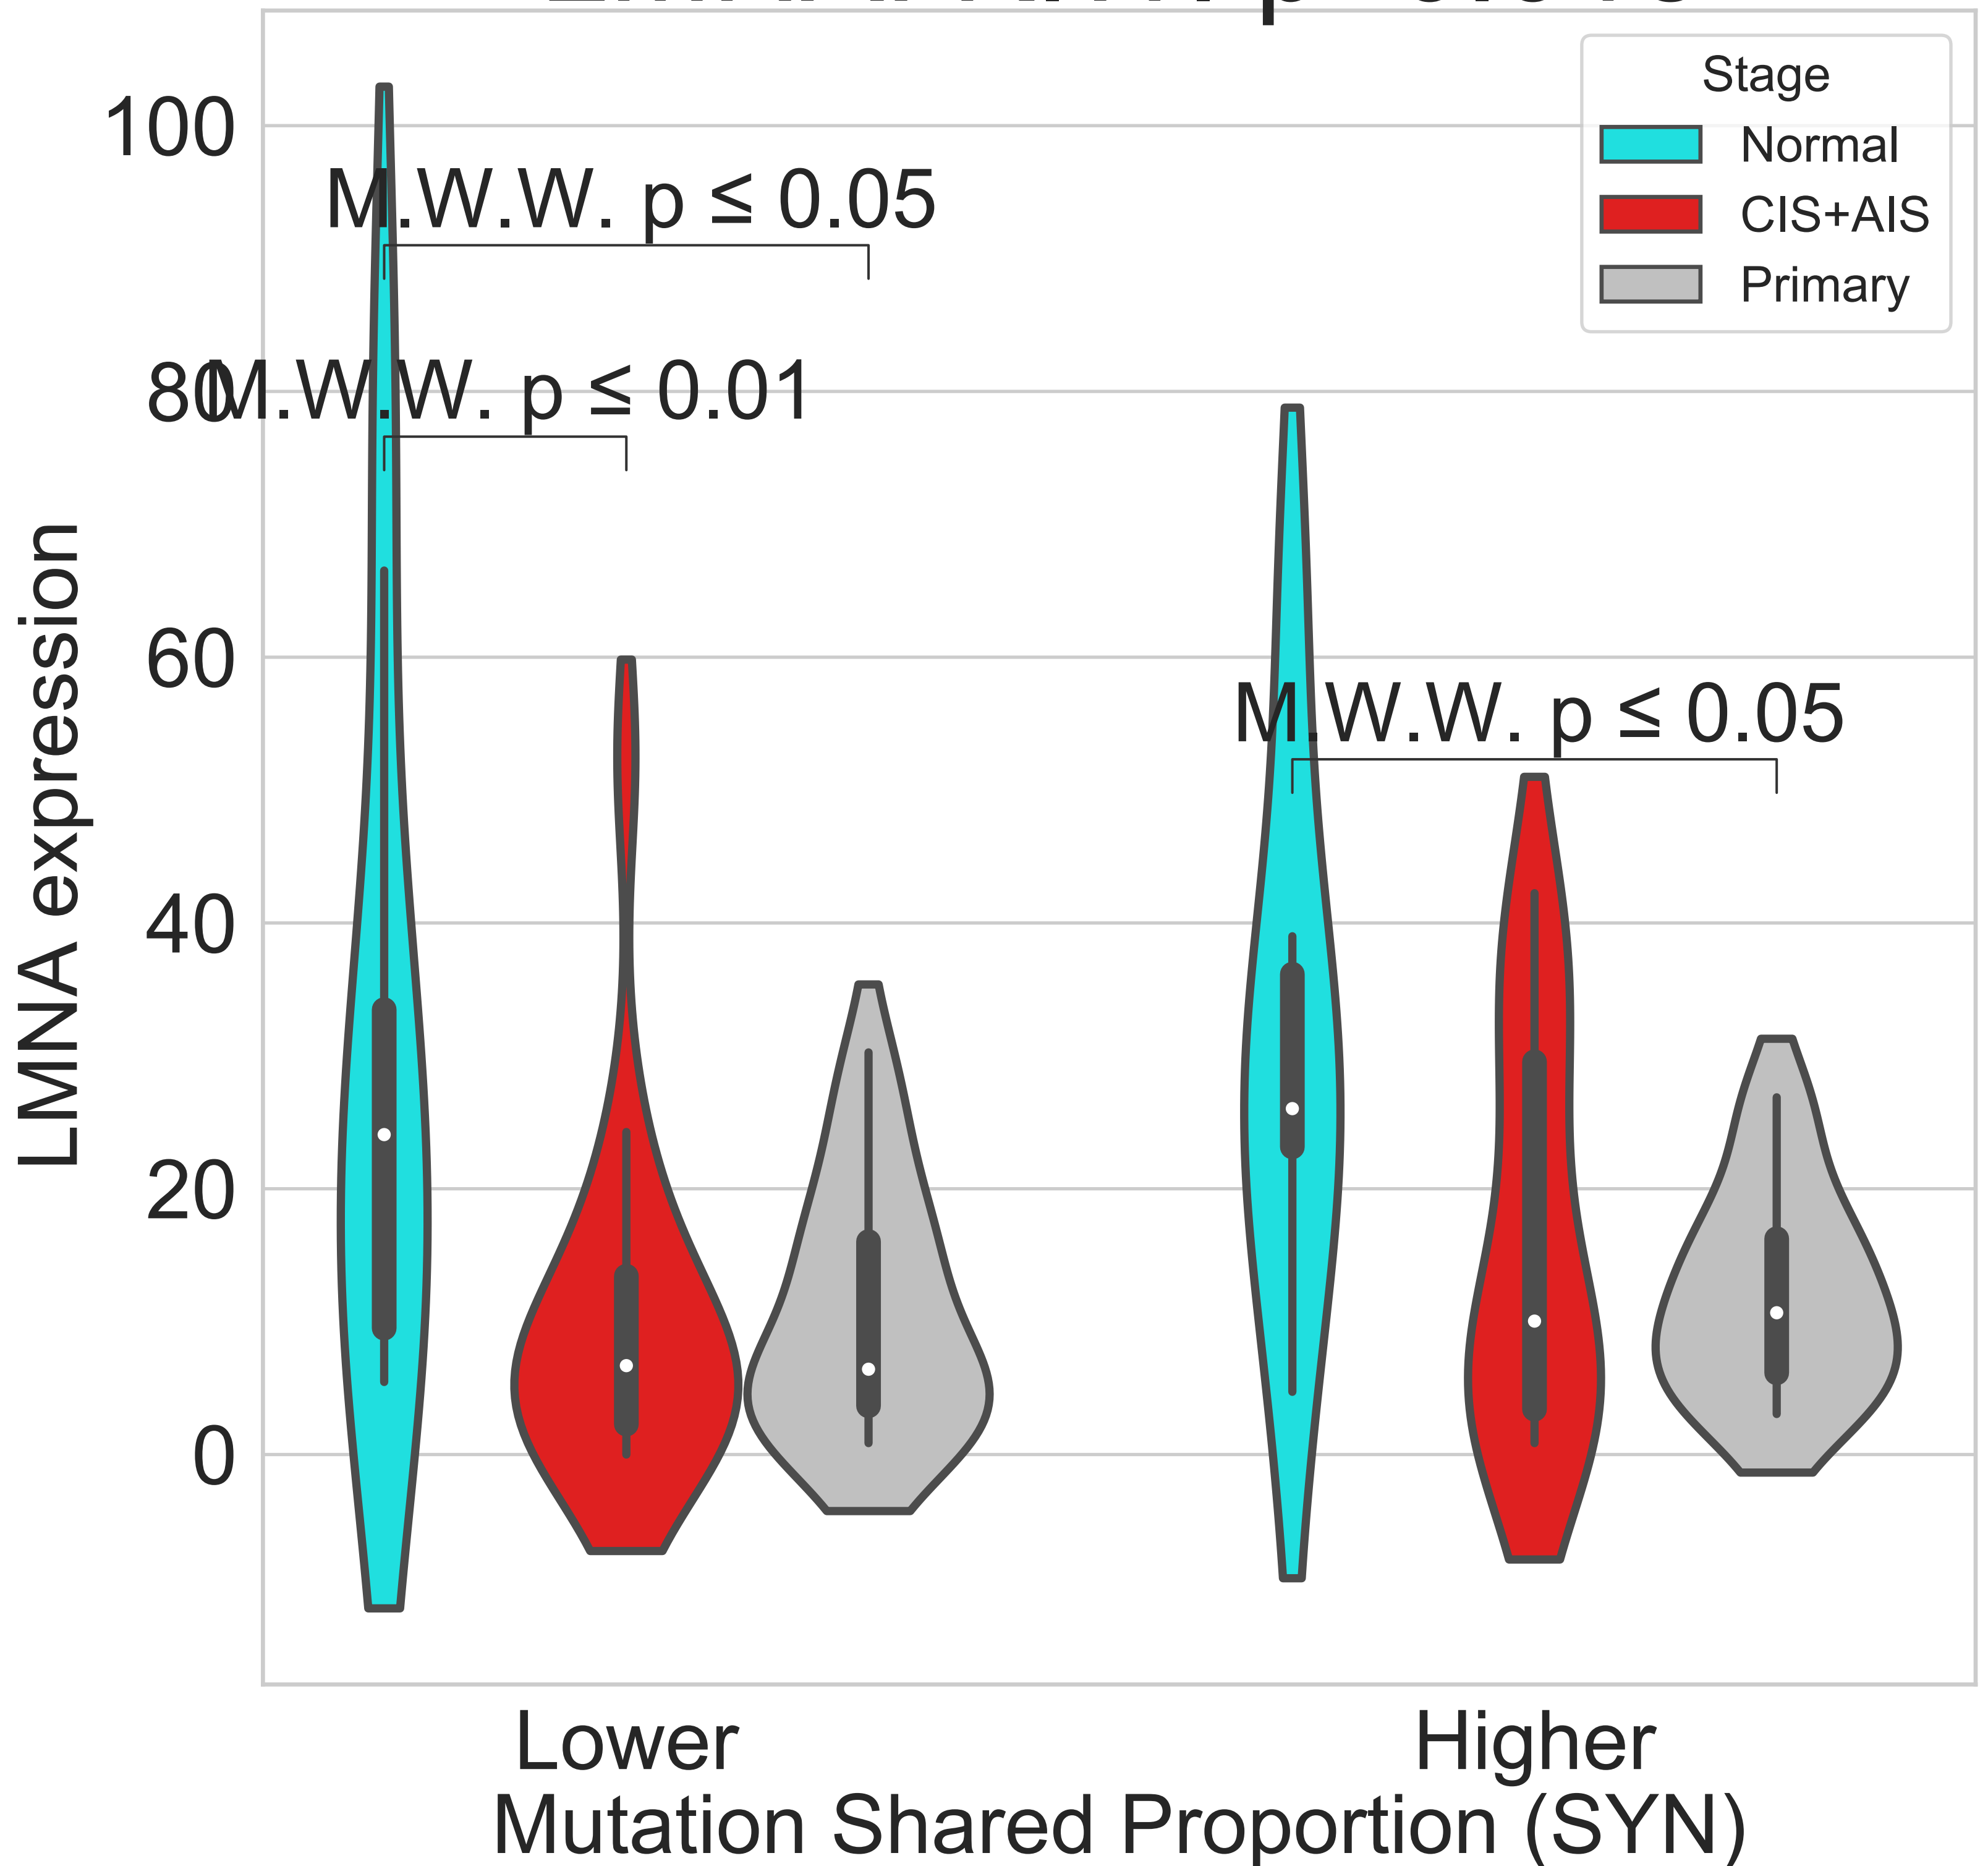 Stage
Normal
CIS+AIS
Primary
M.W.W. p ≤ 0.05
M.W.W. p ≤ 0.01
M.W.W. p ≤ 0.05
100
80
60
40
20
0
LMNA expression
Lower
Higher
Mutation Shared Proportion (SYN)